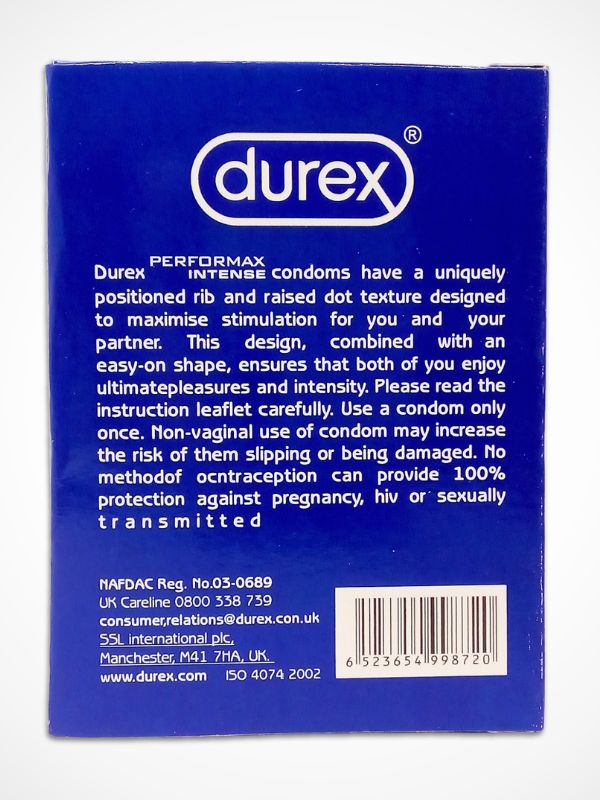 durex®
Durex PERFORMAX INTENSE condoms have a uniquely
positioned rib and raised dot texture designed
to maximise stimulation for you and your
partner. This design, combined with an
easy-on shape, ensures that both of you enjoy
ultimatepleasures and intensity. Please read the
instruction leaflet carefully. Use a condom only
once. Non-vaginal use of condom may increase
the risk of them slipping or being damaged. No
methodof ocntraception can provide 100%
protection against pregnancy, hiv or sexually
transmitted
NAFDAC Reg. No.03-0689
UK Careline 0800 338 739
consumer,relations@durex.con.uk
SSL international plc,
Manchester, M41 7HA, UK.
www.durex.com ISO 4074 2002
6 523654 998720